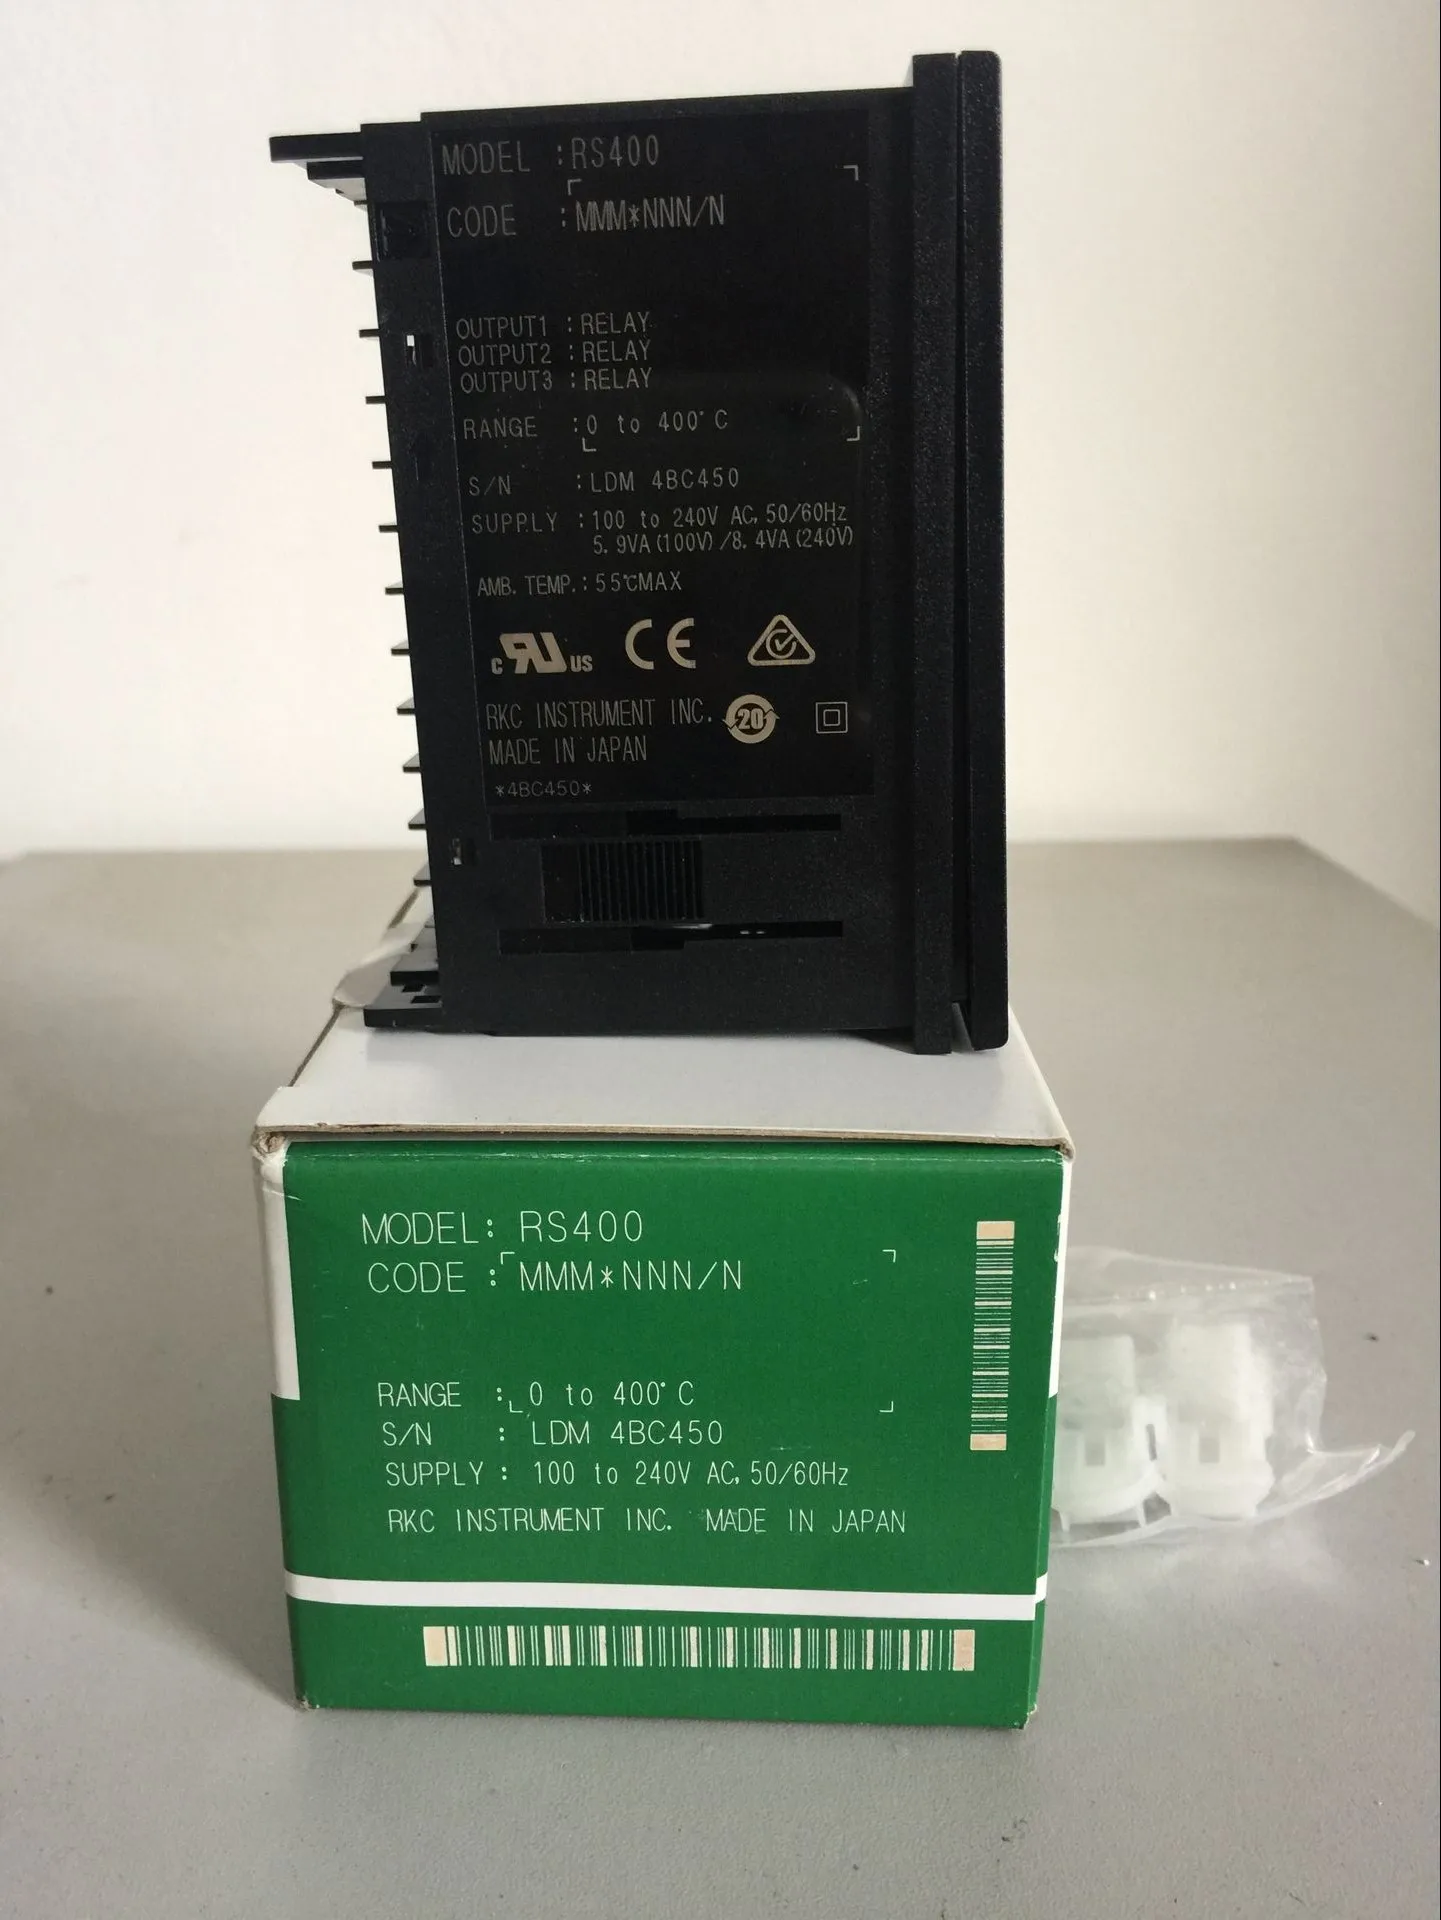 MODEL :RS400
CODE :MMM*NNN/N
OUTPUT1 :RELAY
OUTPUT2 :RELAY
OUTPUT3 :RELAY
RANGE :0 to 400°C
S/N :LDM 4BC450
SUPPLY :100 to 240V AC, 50/60Hz
5.9VA(100V)/8.4VA(240V)
AMB. TEMP.:55℃MAX
c RU US CE
RKC INSTRUMENT INC. 20
MADE IN JAPAN
*4BC450*
MODEL: RS400
CODE : MMM*NNN/N
RANGE : 0 to 400°C
S/N : LDM 4BC450
SUPPLY : 100 to 240V AC, 50/60Hz
RKC INSTRUMENT INC. MADE IN JAPAN